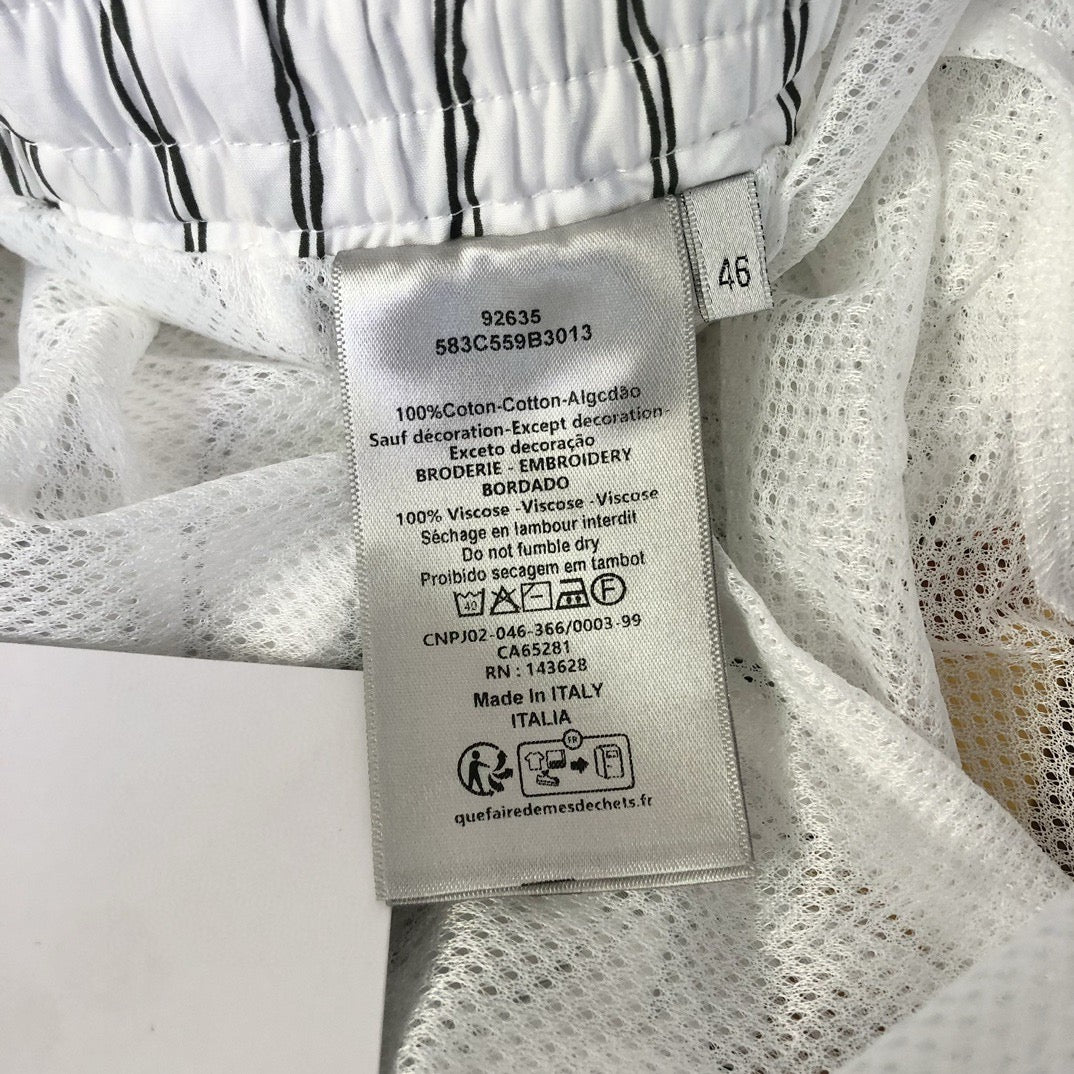 46
92635
583C559B3013
100%Coton-Cotton-Algcdão
Sauf décoration-Except decoration-
Exceto decoração
BRODERIE - EMBROIDERY
BORDADO
100% Viscose -Viscose -Viscose
Séchage en lambour interdit
Do not fumble dry
Proibido secagem em tambot
40 F
CNPJ02-046-366/0003-99
CA65281
RN : 143628
Made In ITALY
ITALIA
FR
quefairedemesdechets.fr